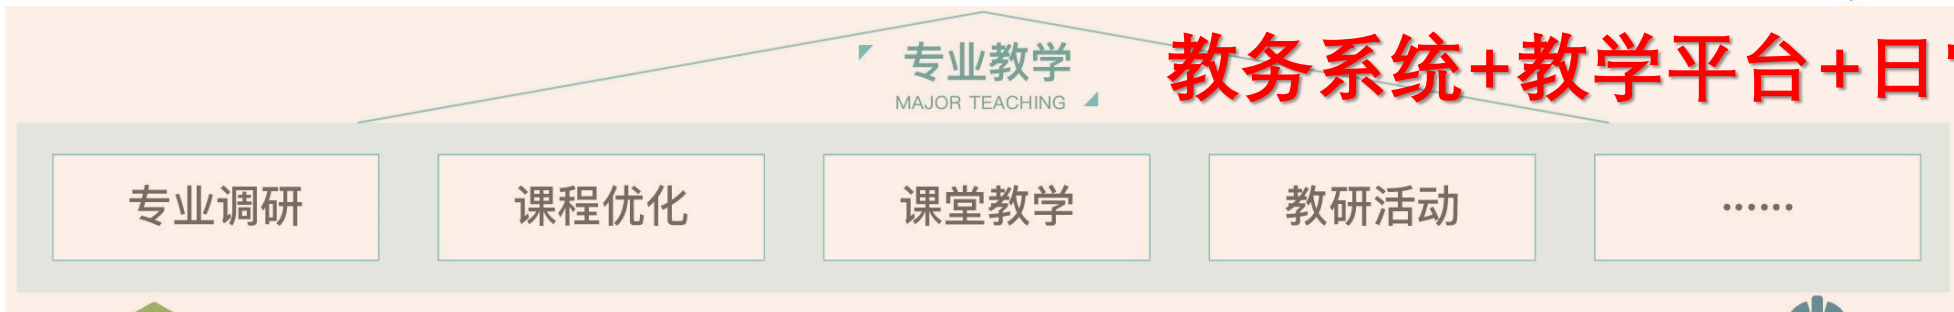 专业教学
MAJOR TEACHING
教务系统+教学平台+日
专业调研
课程优化
课堂教学
教研活动
……